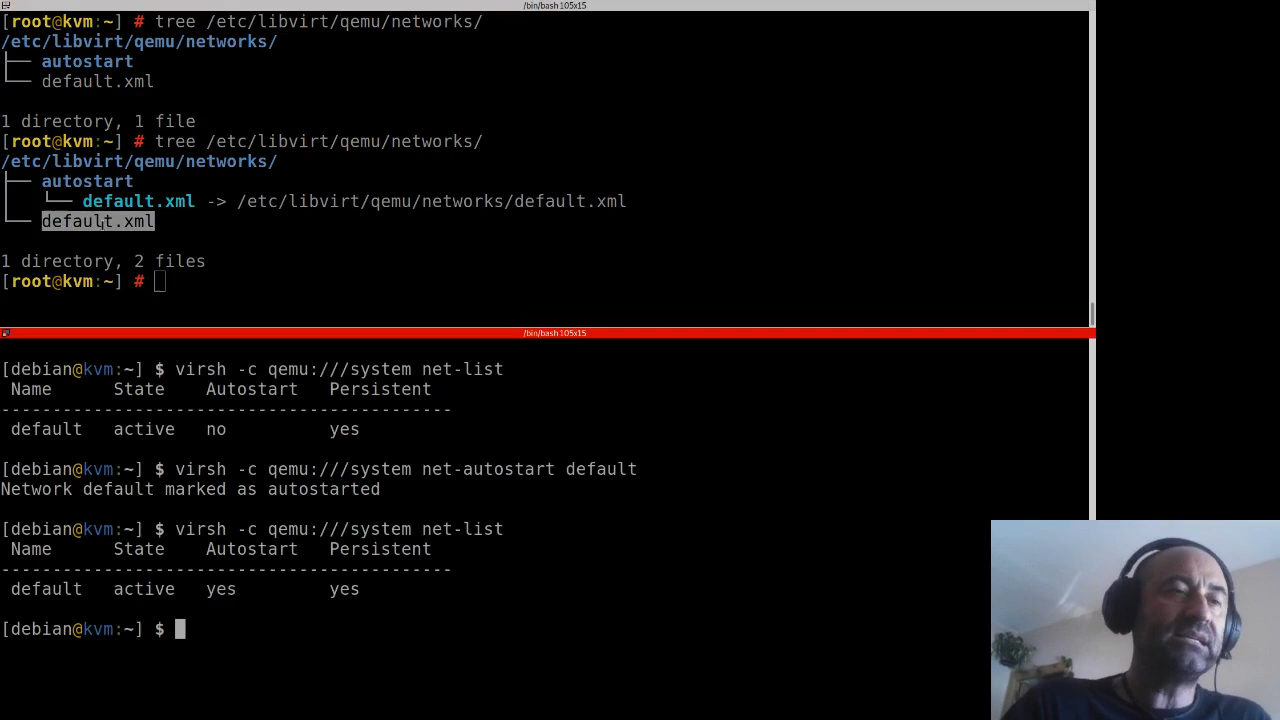 /bin/bash 105x15
[root@kvm:~] # tree /etc/libvirt/qemu/networks/
/etc/libvirt/qemu/networks/
├── autostart
└── default.xml
1 directory, 1 file
[root@kvm:~] # tree /etc/libvirt/qemu/networks/
/etc/libvirt/qemu/networks/
├── autostart
│   └── default.xml -> /etc/libvirt/qemu/networks/default.xml
└── default.xml
1 directory, 2 files
[root@kvm:~] #
/bin/bash 105x15
[debian@kvm:~] $ virsh -c qemu:///system net-list
Name State Autostart Persistent
--------------------------------------------
default active no yes
[debian@kvm:~] $ virsh -c qemu:///system net-autostart default
Network default marked as autostarted
[debian@kvm:~] $ virsh -c qemu:///system net-list
Name State Autostart Persistent
--------------------------------------------
default active yes yes
[debian@kvm:~] $